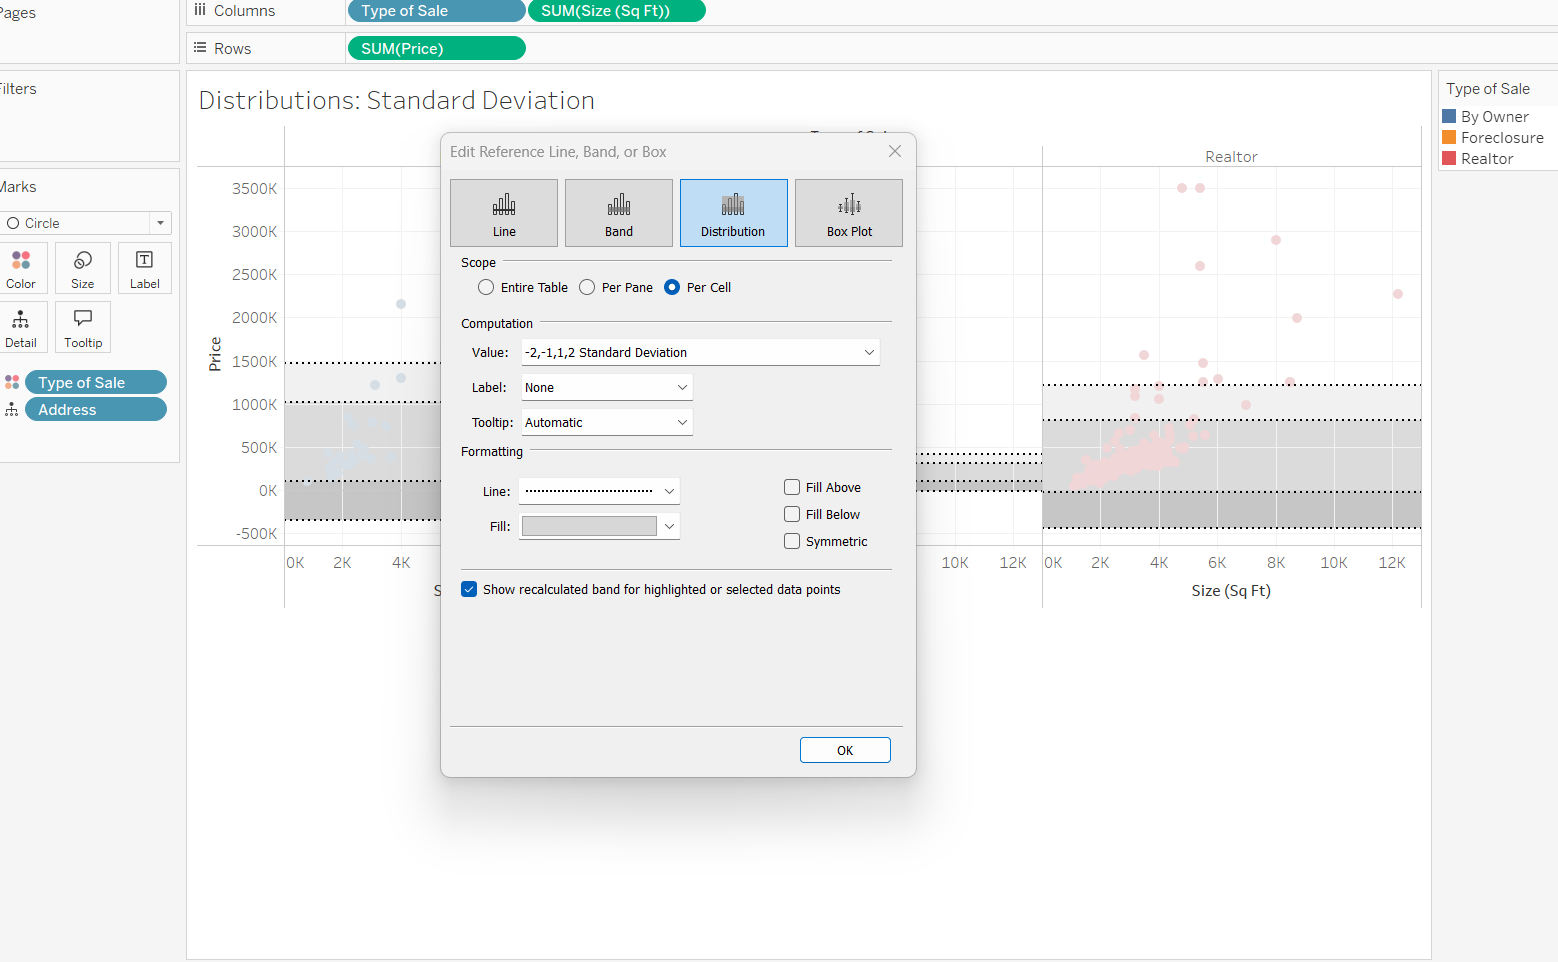 Pages
Columns
Type of Sale
SUM(Size (Sq Ft))
Rows
SUM(Price)
Filters
Marks
Circle
Color
Size
Label
Detail
Tooltip
Type of Sale
Address
Distributions: Standard Deviation
Realtor
Price
3500K
3000K
2500K
2000K
1500K
1000K
500K
0K
-500K
0K
2K
4K
10K
12K
0K
2K
4K
6K
8K
10K
12K
Size (Sq Ft)
Edit Reference Line, Band, or Box
Line
Band
Distribution
Box Plot
Scope
Entire Table
Per Pane
Per Cell
Computation
Value:
-2,-1,1,2 Standard Deviation
Label:
None
Tooltip:
Automatic
Formatting
Line:
Fill:
Fill Above
Fill Below
Symmetric
Show recalculated band for highlighted or selected data points
OK
Type of Sale
By Owner
Foreclosure
Realtor